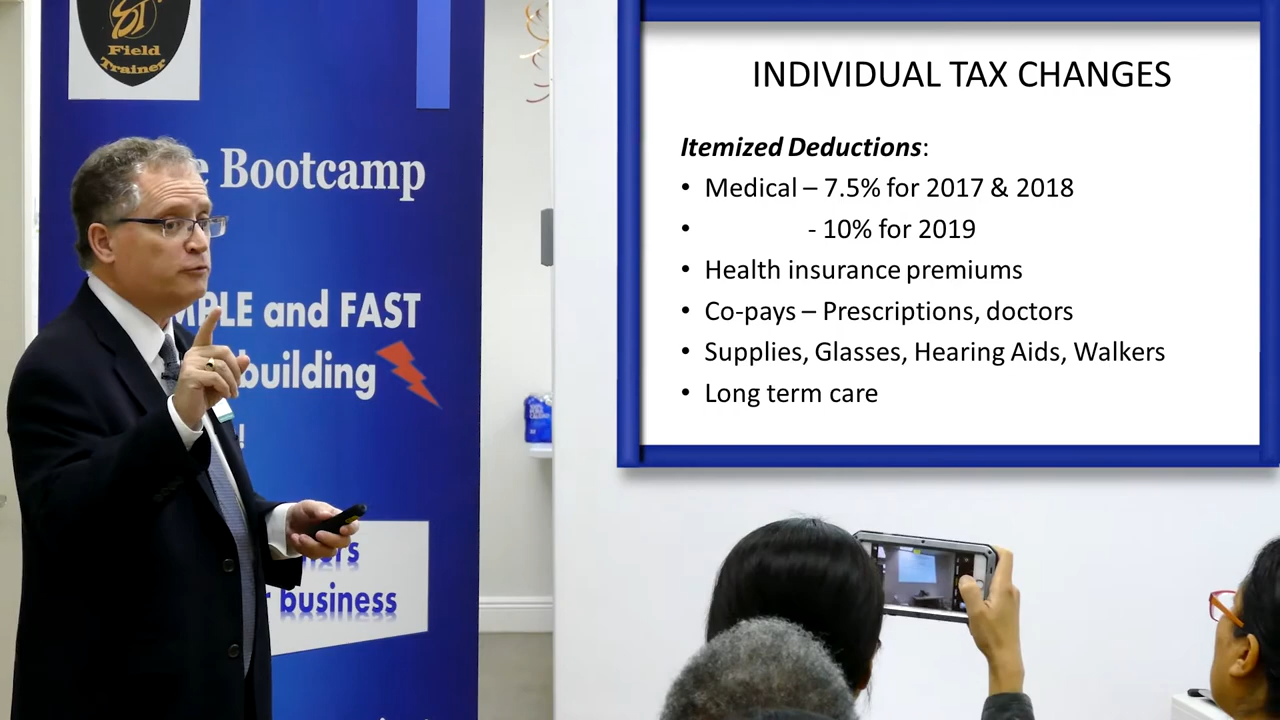 ST
Field
Trainer
Bootcamp
and FAST
building
!
business
INDIVIDUAL TAX CHANGES
Itemized Deductions:
• Medical – 7.5% for 2017 & 2018
• - 10% for 2019
• Health insurance premiums
• Co-pays – Prescriptions, doctors
• Supplies, Glasses, Hearing Aids, Walkers
• Long term care